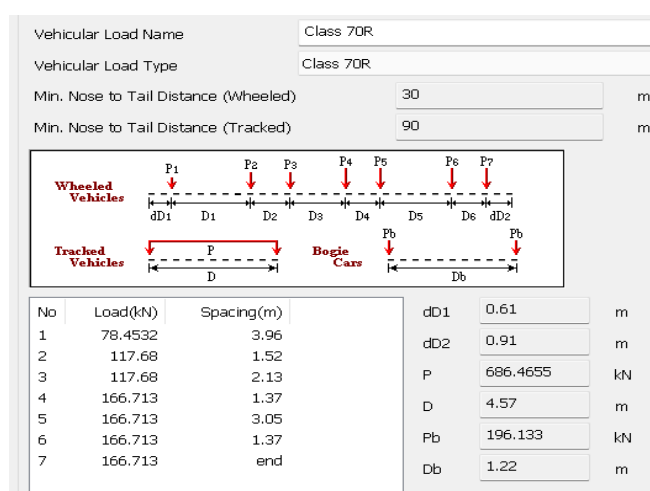 Vehicular Load Name Class 70R
Vehicular Load Type Class 70R
Min. Nose to Tail Distance (Wheeled) 30 m
Min. Nose to Tail Distance (Tracked) 90 m
P1 P2 P3 P4 P5 P6 P7
Wheeled
Vehicles
dD1 D1 D2 D3 D4 D5 D6 dD2
Tracked
Vehicles
P
D
Bogie
Cars
Pb Pb
Db
No Load(kN) Spacing(m)
1 78.4532 3.96
2 117.68 1.52
3 117.68 2.13
4 166.713 1.37
5 166.713 3.05
6 166.713 1.37
7 166.713 end
dD1 0.61 m
dD2 0.91 m
P 686.4655 kN
D 4.57 m
Pb 196.133 kN
Db 1.22 m